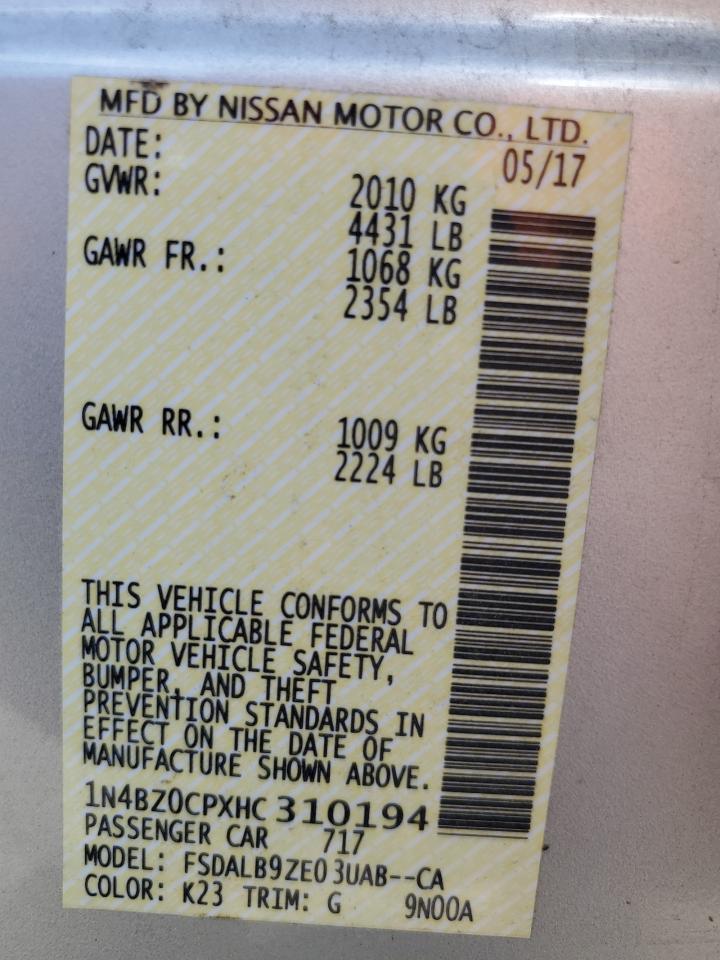 MFD BY NISSAN MOTOR CO., LTD.
DATE: 05/17
GVWR: 2010 KG
4431 LB
GAWR FR.: 1068 KG
2354 LB
GAWR RR.: 1009 KG
2224 LB
THIS VEHICLE CONFORMS TO
ALL APPLICABLE FEDERAL
MOTOR VEHICLE SAFETY,
BUMPER, AND THEFT
PREVENTION STANDARDS IN
EFFECT ON THE DATE OF
MANUFACTURE SHOWN ABOVE.
1N4BZ0CPXHC 310194
PASSENGER CAR 717
MODEL: FSDALB9ZE03UAB--CA
COLOR: K23 TRIM: G 9N00A